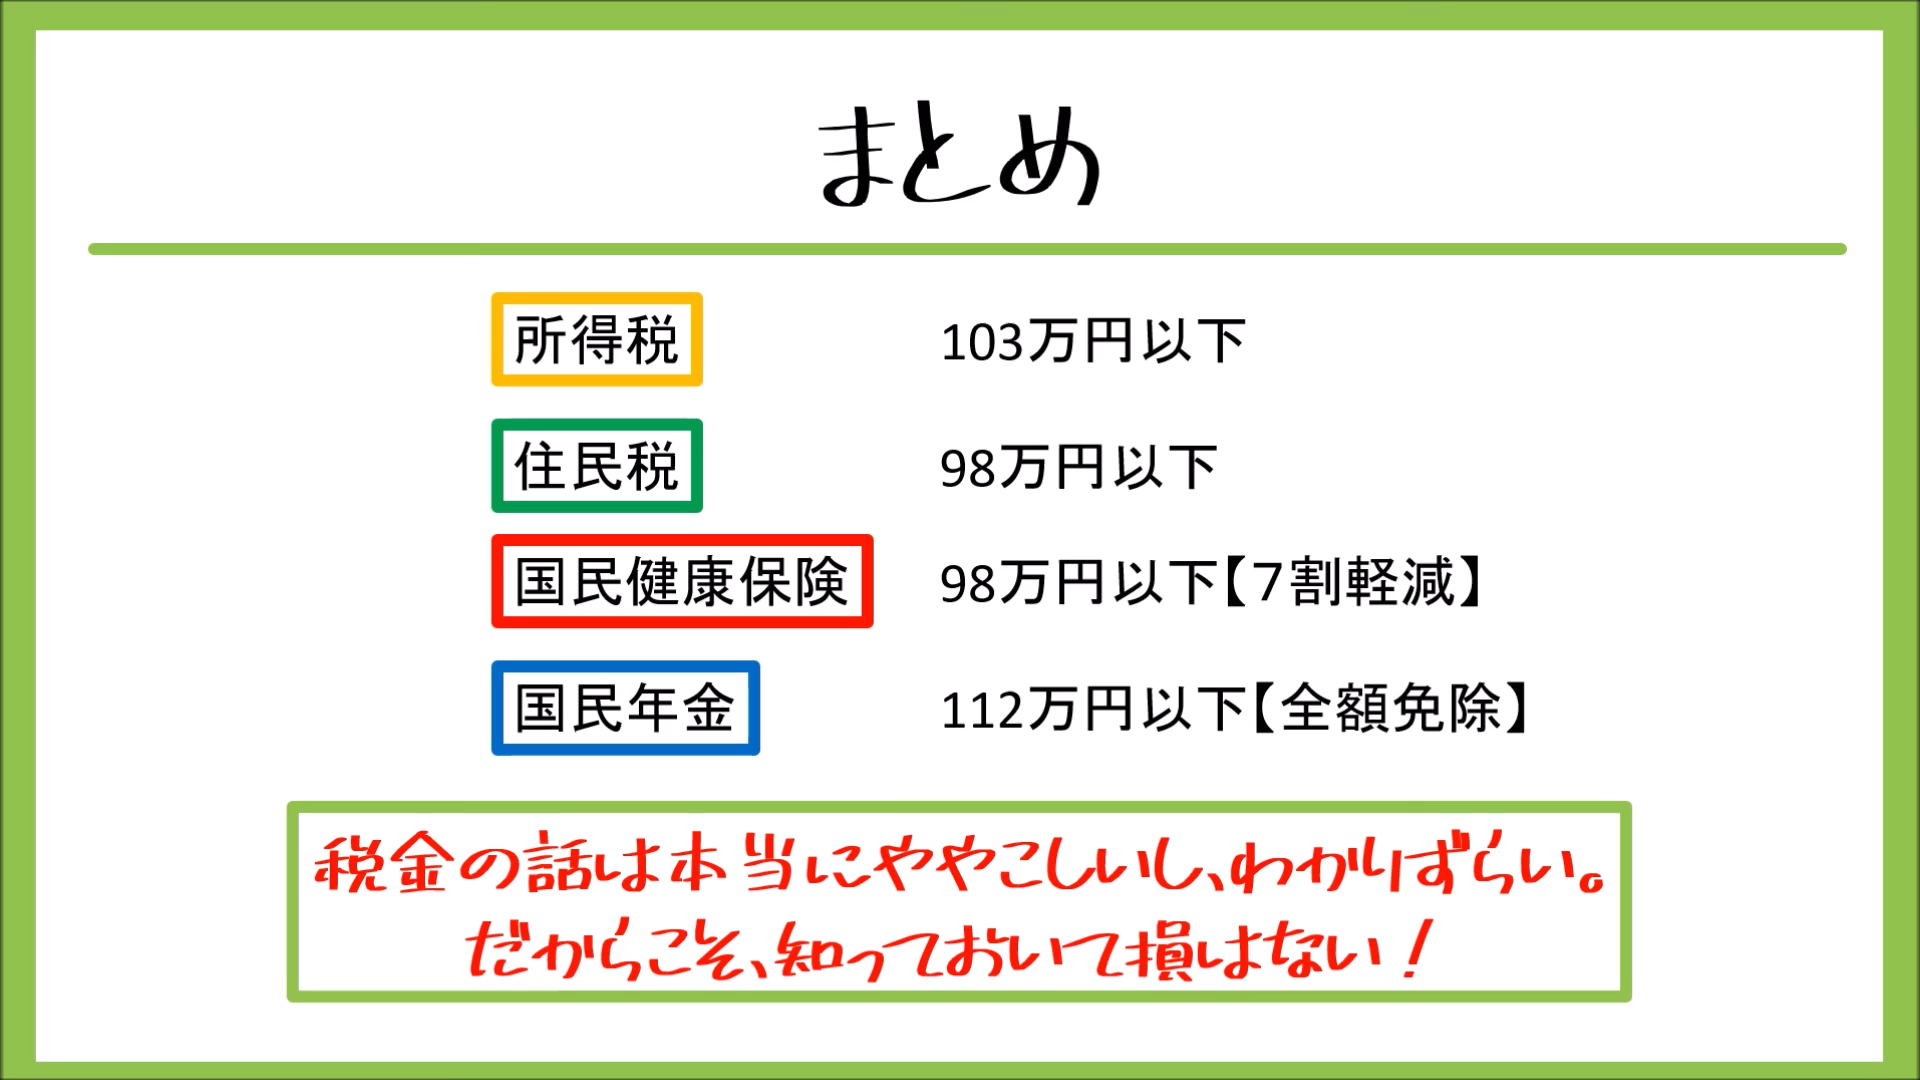 まとめ
所得税 103万円以下
住民税 98万円以下
国民健康保険 98万円以下【7割軽減】
国民年金 112万円以下【全額免除】
税金の話は本当にややこしいし、わかりずらい。
だからこそ、知っておいて損はない！